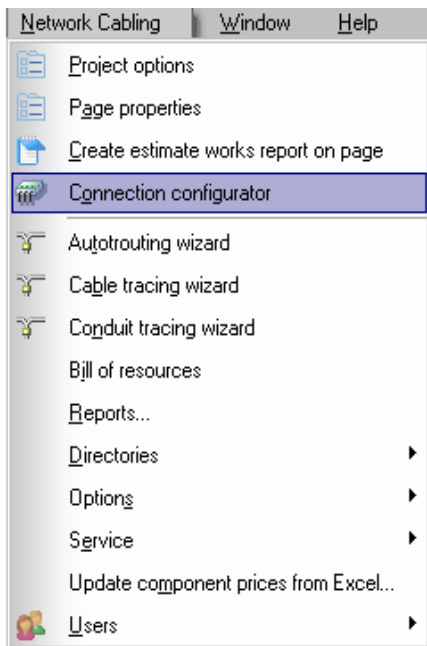 Network Cabling Window Help
Project options
Page properties
Create estimate works report on page
Connection configurator
Autotrouting wizard
Cable tracing wizard
Conduit tracing wizard
Bill of resources
Reports...
Directories
Options
Service
Update component prices from Excel...
Users